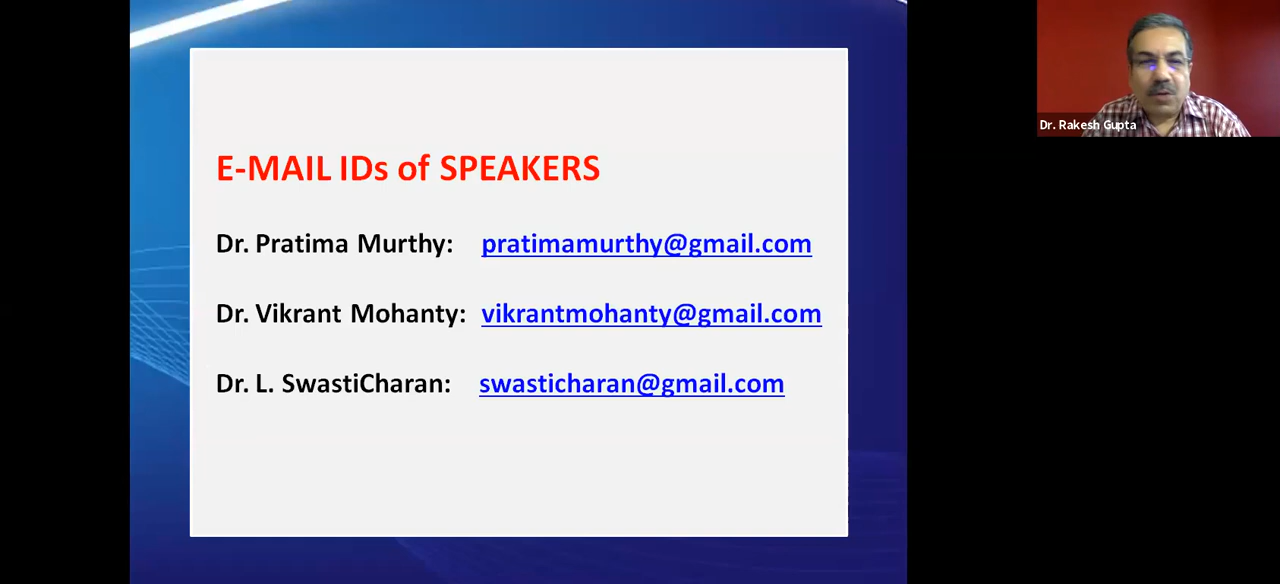 E-MAIL IDs of SPEAKERS
Dr. Pratima Murthy: pratimamurthy@gmail.com
Dr. Vikrant Mohanty: vikrantmohanty@gmail.com
Dr. L. SwastiCharan: swasticharan@gmail.com
Dr. Rakesh Gupta